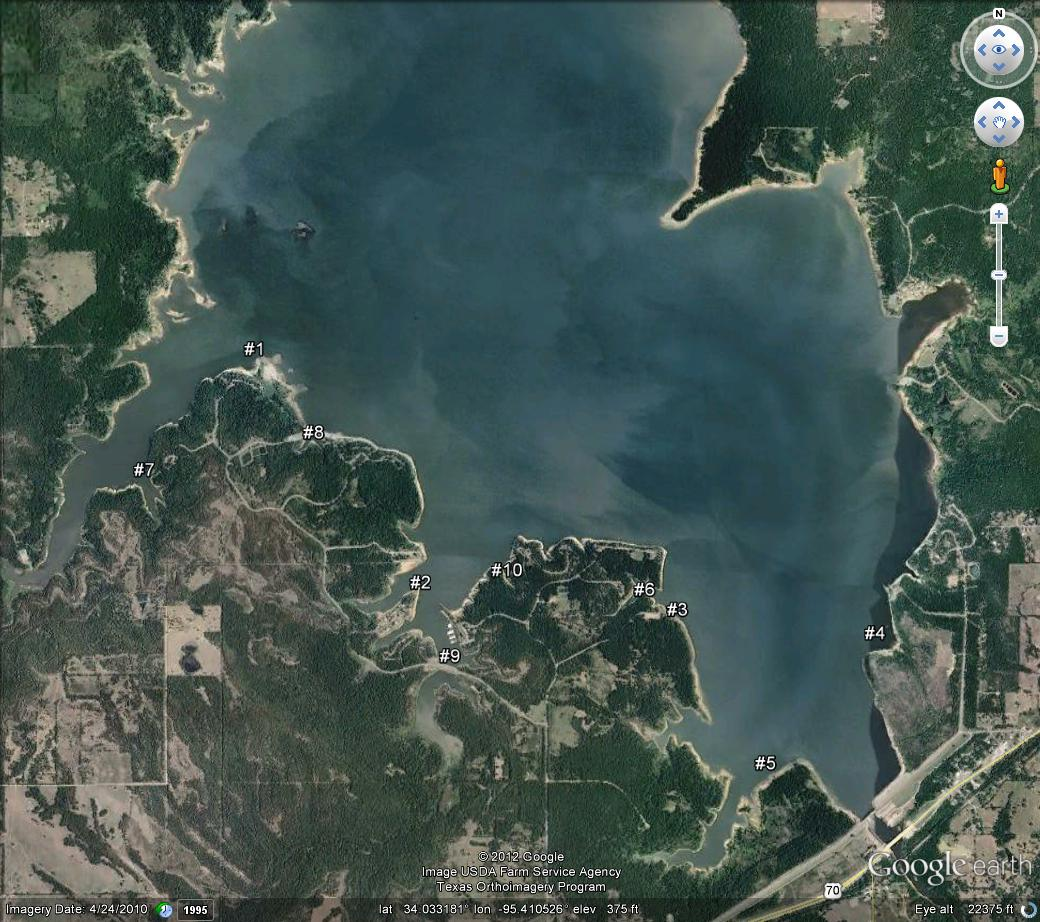 N
#1
#8
#7
#10
#2
#6
#3
#4
#9
#5
© 2012 Google
Image USDA Farm Service Agency
Texas Orthoimagery Program
Google earth
70
Imagery Date: 4/24/2010 1995 lat 34.033181° lon -95.410526° elev 375 ft Eye alt 22375 ft